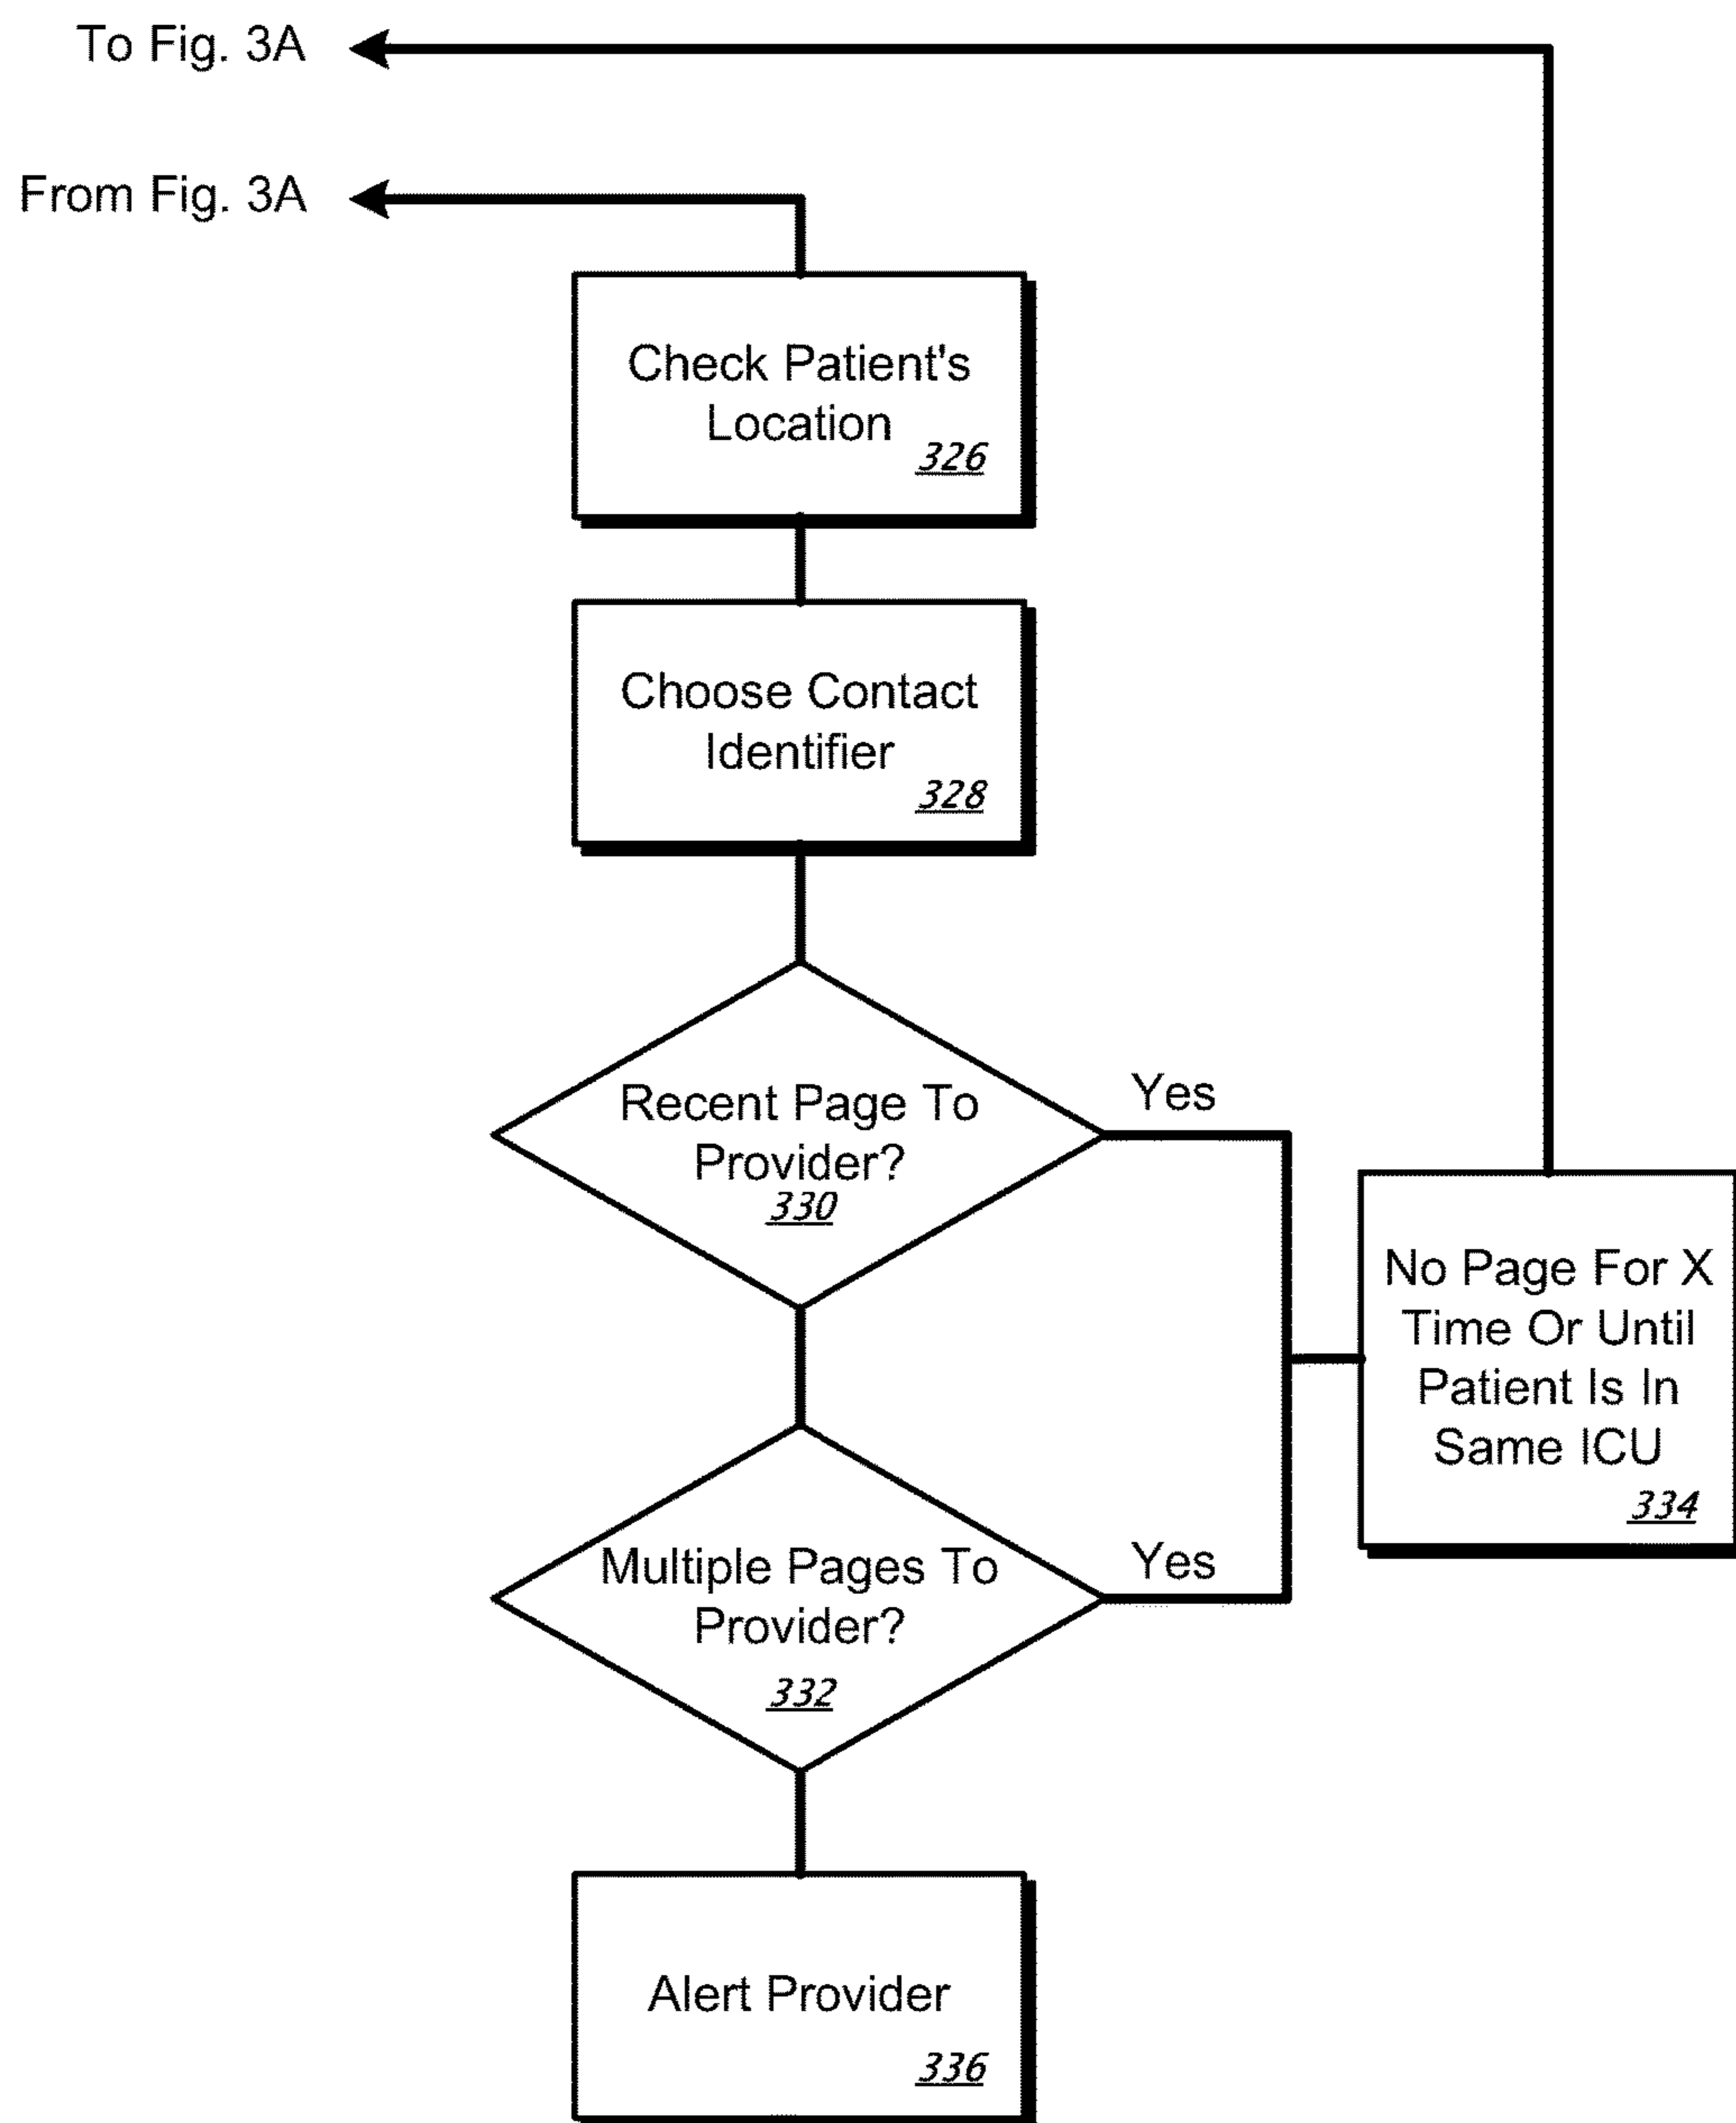 To Fig. 3A
From Fig. 3A
Check Patient's
Location
326
Choose Contact
Identifier
328
Recent Page To
Provider?
330
Yes
No Page For X
Time Or Until
Patient Is In
Same ICU
334
Multiple Pages To
Provider?
332
Yes
Alert Provider
336